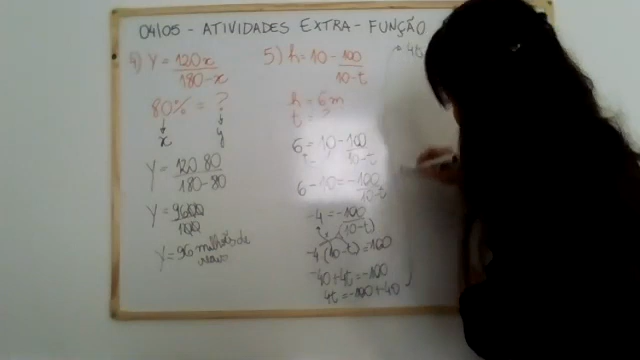 04/05 - ATIVIDADES EXTRA - FUNÇÃO
4) Y = 120x / 180-x
80% = ?
x y
Y = 120.80 / 180-80
Y = 9600 / 100
Y = 96 milhões de
5) h = 10 - 100 / 10-t
h = 6m
t = ?
6 = 10 - 100 / 10-t
6 - 10 = -100 / 10-t
-4 = -100 / (10-t)
-4(10-t) = -100
-40+4t = -100
4t = -100+40
4t